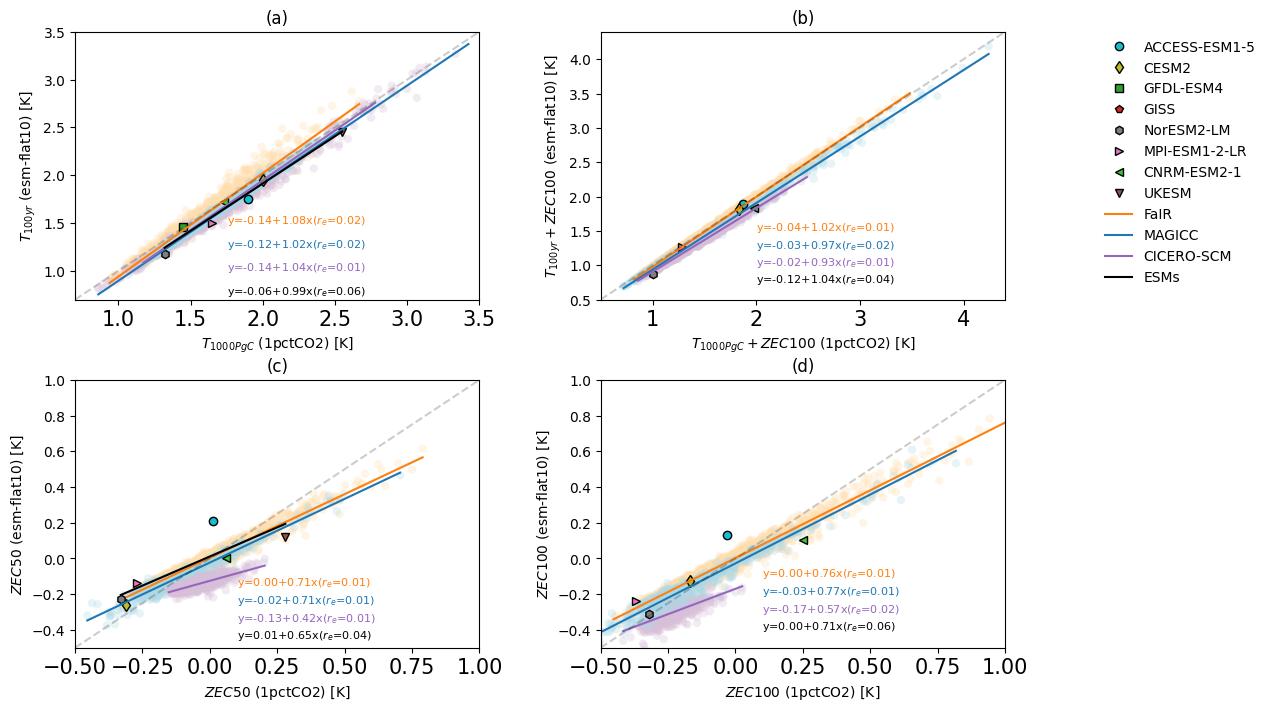 (a)
3.5
3.0
2.5
2.0
1.5
1.0
T100yr (esm-flat10) [K]
y=-0.14+1.08x(re=0.02)
y=-0.12+1.02x(re=0.02)
y=-0.14+1.04x(re=0.01)
y=-0.06+0.99x(re=0.06)
1.0 1.5 2.0 2.5 3.0 3.5
T1000PgC (1pctCO2) [K]
(b)
4.0
3.5
3.0
2.5
2.0
1.5
1.0
0.5
T100yr + ZEC100 (esm-flat10) [K]
y=-0.04+1.02x(re=0.01)
y=-0.03+0.97x(re=0.02)
y=-0.02+0.93x(re=0.01)
y=-0.12+1.04x(re=0.04)
1 2 3 4
T1000PgC + ZEC100 (1pctCO2) [K]
ACCESS-ESM1-5
CESM2
GFDL-ESM4
GISS
NorESM2-LM
MPI-ESM1-2-LR
CNRM-ESM2-1
UKESM
FaIR
MAGICC
CICERO-SCM
ESMs
(c)
1.0
0.8
0.6
0.4
0.2
0.0
−0.2
−0.4
ZEC50 (esm-flat10) [K]
y=0.00+0.71x(re=0.01)
y=-0.02+0.71x(re=0.01)
y=-0.13+0.42x(re=0.01)
y=0.01+0.65x(re=0.04)
−0.50 −0.25 0.00 0.25 0.50 0.75 1.00
ZEC50 (1pctCO2) [K]
(d)
1.0
0.8
0.6
0.4
0.2
0.0
−0.2
−0.4
ZEC100 (esm-flat10) [K]
y=0.00+0.76x(re=0.01)
y=-0.03+0.77x(re=0.01)
y=-0.17+0.57x(re=0.02)
y=0.00+0.71x(re=0.06)
−0.50 −0.25 0.00 0.25 0.50 0.75 1.00
ZEC100 (1pctCO2) [K]